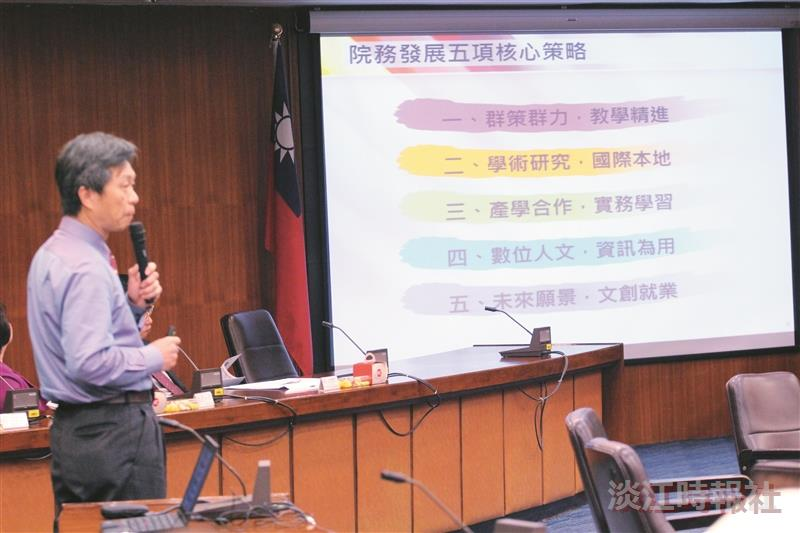 院務發展五項核心策略
一、群策群力．教學精進
二、學術研究．國際本地
三、產學合作．實務學習
四、數位人文．資訊為用
五、未來願景．文創就業
淡江時報社